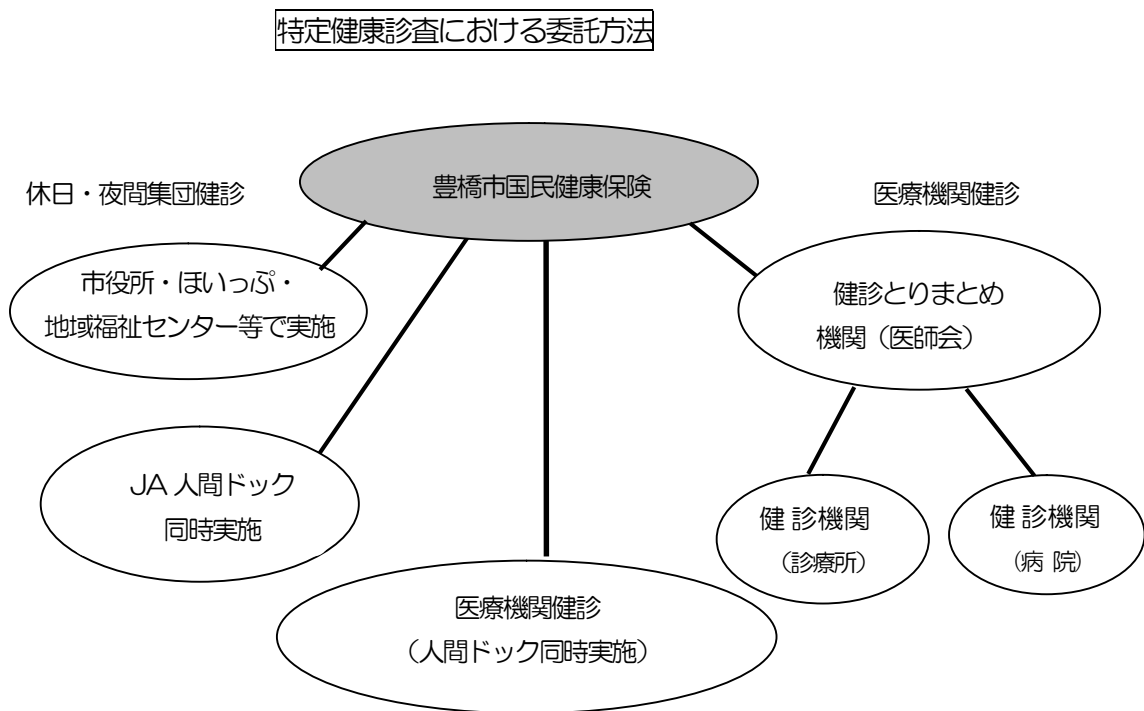 特定健康診査における委託方法
豊橋市国民健康保険
休日・夜間集団健診
医療機関健診
市役所・ほいっぷ・
地域福祉センター等で実施
健診とりまとめ
機関（医師会）
JA 人間ドック
同時実施
健 診機関
（診療所）
健 診機関
（病 院）
医療機関健診
（人間ドック同時実施）